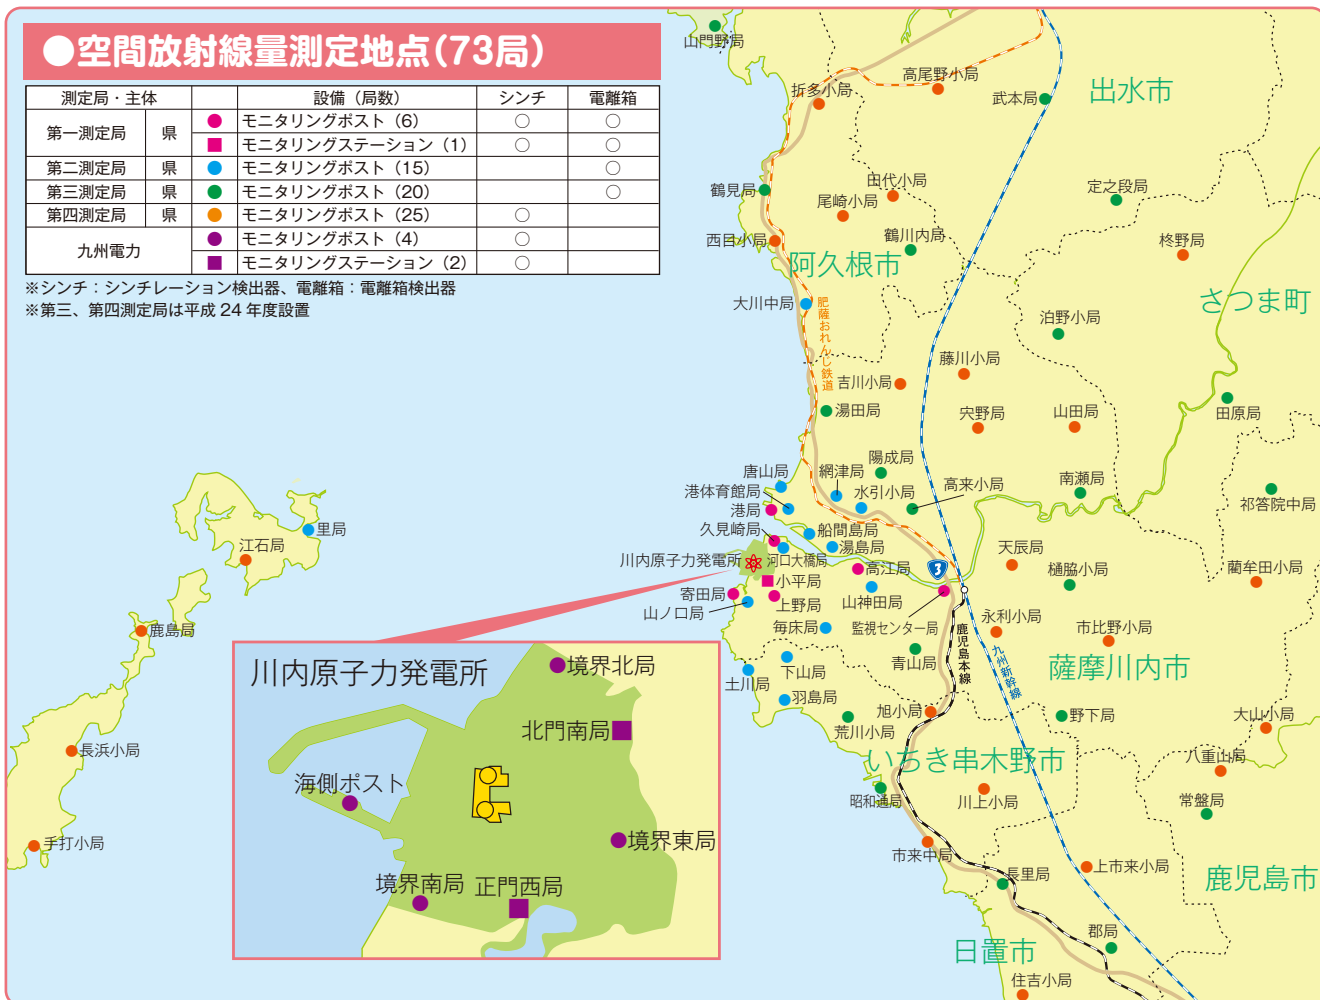 ●空間放射線量測定地点(73局)
測定局・主体 設備（局数） シンチ 電離箱
第一測定局 県 ● モニタリングポスト（6） ○ ○
■ モニタリングステーション（1） ○ ○
第二測定局 県 ● モニタリングポスト（15） ○
第三測定局 県 ● モニタリングポスト（20） ○
第四測定局 県 ● モニタリングポスト（25） ○
九州電力 ● モニタリングポスト（4） ○
■ モニタリングステーション（2） ○
※シンチ：シンチレーション検出器、電離箱：電離箱検出器
※第三、第四測定局は平成 24 年度設置
山門野局
折多小局
高尾野小局
武本局
出水市
鶴見局
田代小局
尾崎小局
定之段局
西目小局
鶴川内局
柊野局
阿久根市
さつま町
大川中局
肥薩おれんじ鉄道
泊野小局
藤川小局
吉川小局
湯田局
穴野局
山田局
田原局
唐山局
網津局
陽成局
港体育館局
水引小局
高来小局
南瀬局
祁答院中局
港局
久見崎局
船間島局
里局
江石局
湯島局
天辰局
川内原子力発電所
河口大橋局
高江局
3
樋脇小局
蘭牟田小局
小平局
寄田局
上野局
山神田局
山ノ口局
鹿島局
毎床局
監視センター局
永利小局
市比野小局
鹿児島本線
九州新幹線
青山局
薩摩川内市
下山局
土川局
羽島局
旭小局
野下局
大山小局
荒川小局
いちき串木野市
八重山局
長浜小局
昭和通局
川上小局
常盤局
手打小局
市来中局
長里局
上市来小局
鹿児島市
郡局
日置市
住吉小局
川内原子力発電所
境界北局
北門南局
海側ポスト
境界東局
境界南局
正門西局